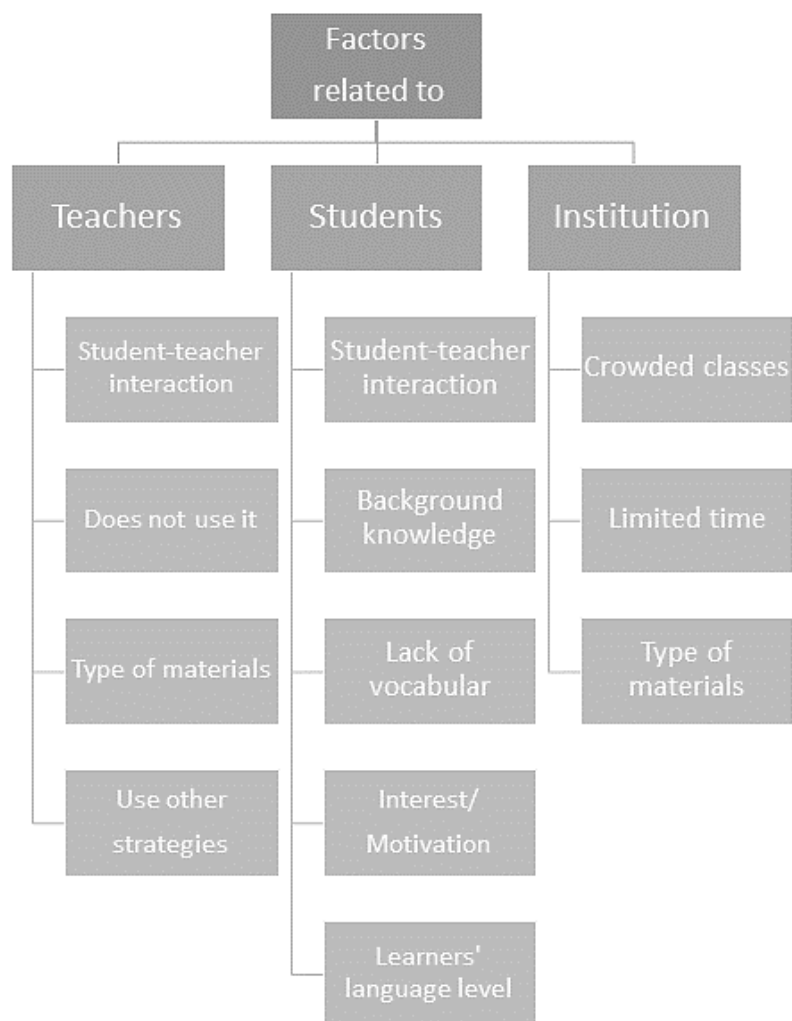 Factors
related to
Teachers
Student-teacher
interaction
Does not use it
Type of materials
Use other
strategies
Students
Student-teacher
interaction
Background
knowledge
Lack of
vocabular
Interest/
Motivation
Learners'
language level
Institution
Crowded classes
Limited time
Type of
materials